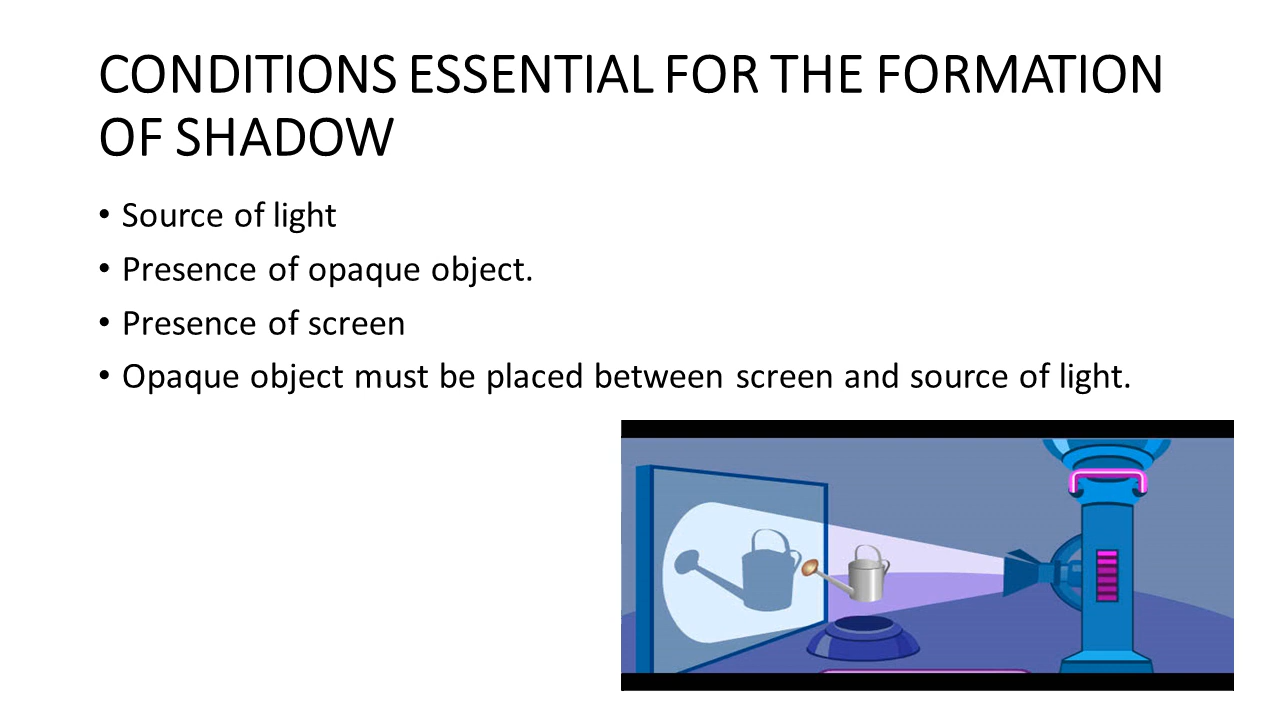 CONDITIONS ESSENTIAL FOR THE FORMATION
OF SHADOW
• Source of light
• Presence of opaque object.
• Presence of screen
• Opaque object must be placed between screen and source of light.